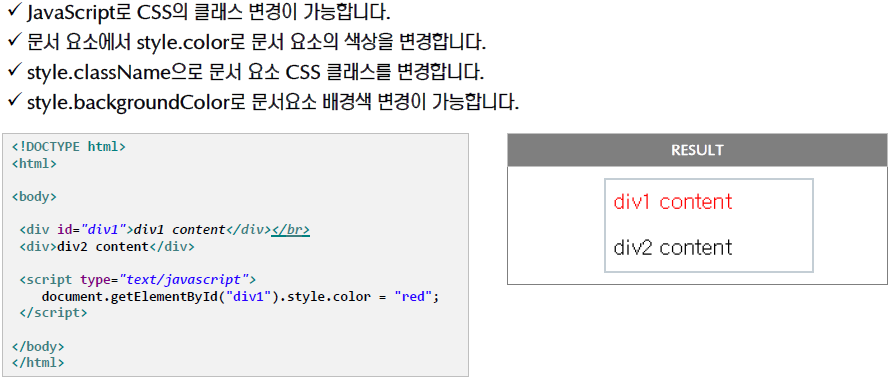 ✓ JavaScript로 CSS의 클래스 변경이 가능합니다.
✓ 문서 요소에서 style.color로 문서 요소의 색상을 변경합니다.
✓ style.className으로 문서 요소 CSS 클래스를 변경합니다.
✓ style.backgroundColor로 문서요소 배경색 변경이 가능합니다.
<!DOCTYPE html>
<html>
<body>
<div id="div1">div1 content</div></br>
<div>div2 content</div>
<script type="text/javascript">
document.getElementById("div1").style.color = "red";
</script>
</body>
</html>
RESULT
div1 content
div2 content